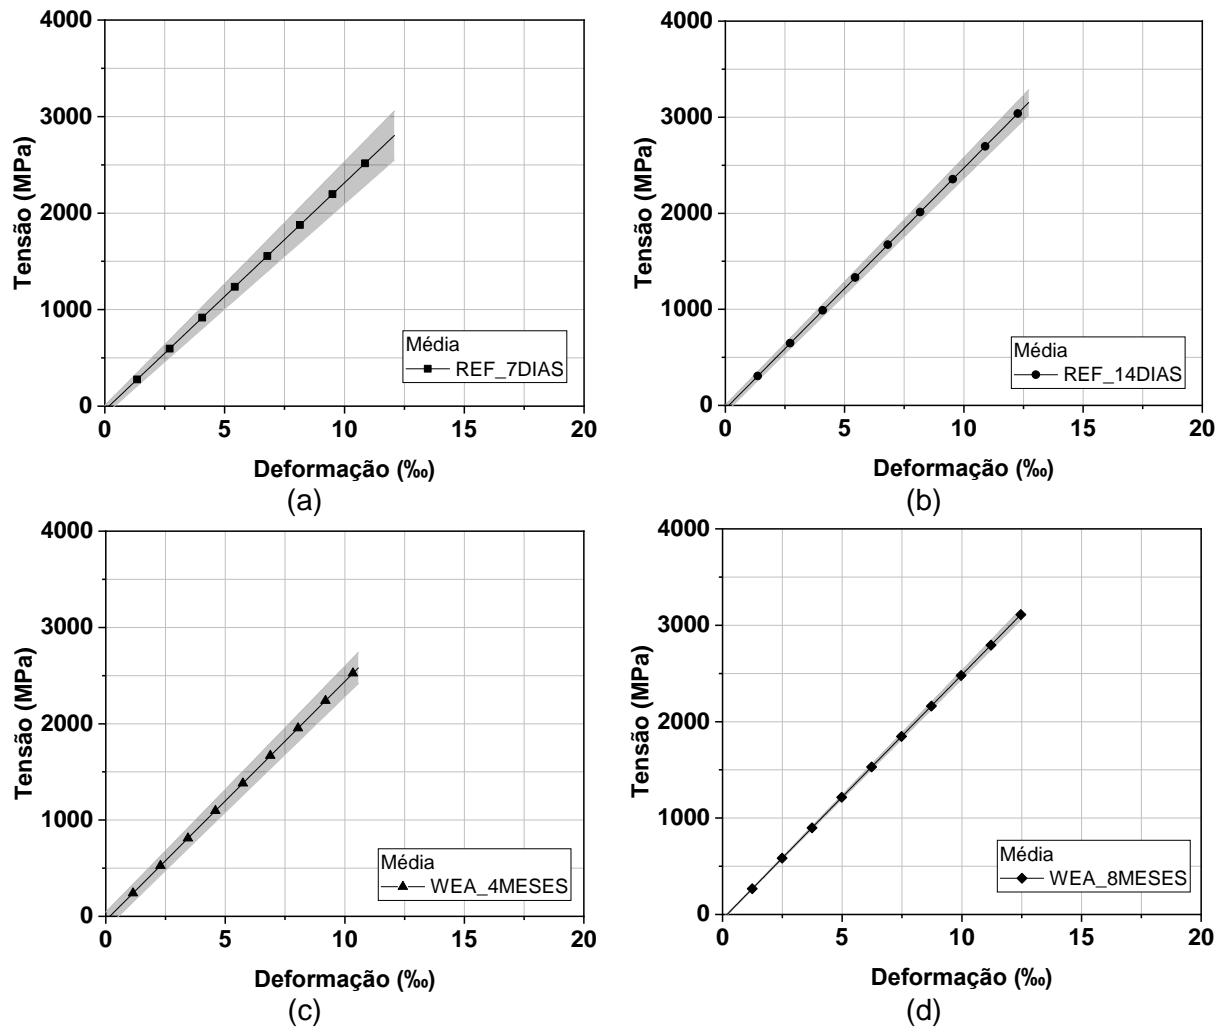 4000
3000
2000
1000
0
Tensão (MPa)
Média
REF_7DIAS
0 5 10 15 20
Deformação (‰)
(a)
4000
3000
2000
1000
0
Tensão (MPa)
Média
REF_14DIAS
0 5 10 15 20
Deformação (‰)
(b)
4000
3000
2000
1000
0
Tensão (MPa)
Média
WEA_4MESES
0 5 10 15 20
Deformação (‰)
(c)
4000
3000
2000
1000
0
Tensão (MPa)
Média
WEA_8MESES
0 5 10 15 20
Deformação (‰)
(d)